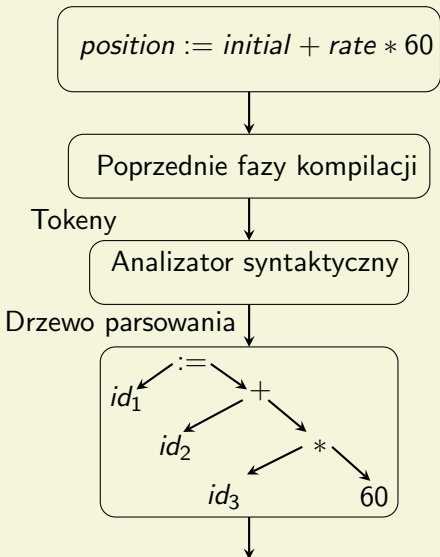 position := initial + rate ∗ 60
Poprzednie fazy kompilacji
Tokeny
Analizator syntaktyczny
Drzewo parsowania
:=
id₁ +
id₂ ∗
id₃ 60